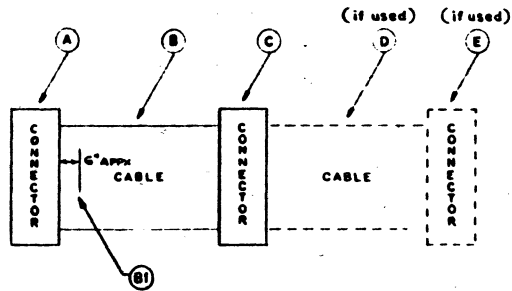 (if used) (if used)
A B C D E
CONNECTOR
6" APPX
CABLE
CONNECTOR
CABLE
CONNECTOR
B1